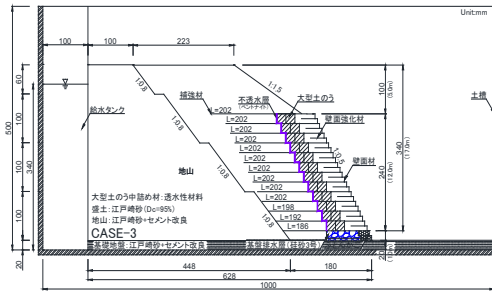 Unit:mm
100
100
223
60
100
100
100
20
500
340
給水タンク
1:0.8
1:0.8
1:0.8
1:0.8
地山
補強材
不透水層
(ベントナイト)
大型土のう
1:1.5
壁面強化材
1:0.5
壁面材
土槽
L=202
L=202
L=202
L=202
L=202
L=202
L=202
L=202
L=202
L=198
L=192
L=186
100
(5.0m)
240
(12.0m)
340
(17.0m)
20
大型土のう中詰め材:透水性材料
盛土:江戸崎砂(Dc=95%)
地山:江戸崎砂+セメント改良
CASE-3
基礎地盤:江戸崎砂+セメント改良
基盤排水層(硅砂3号)
448
180
628
1000